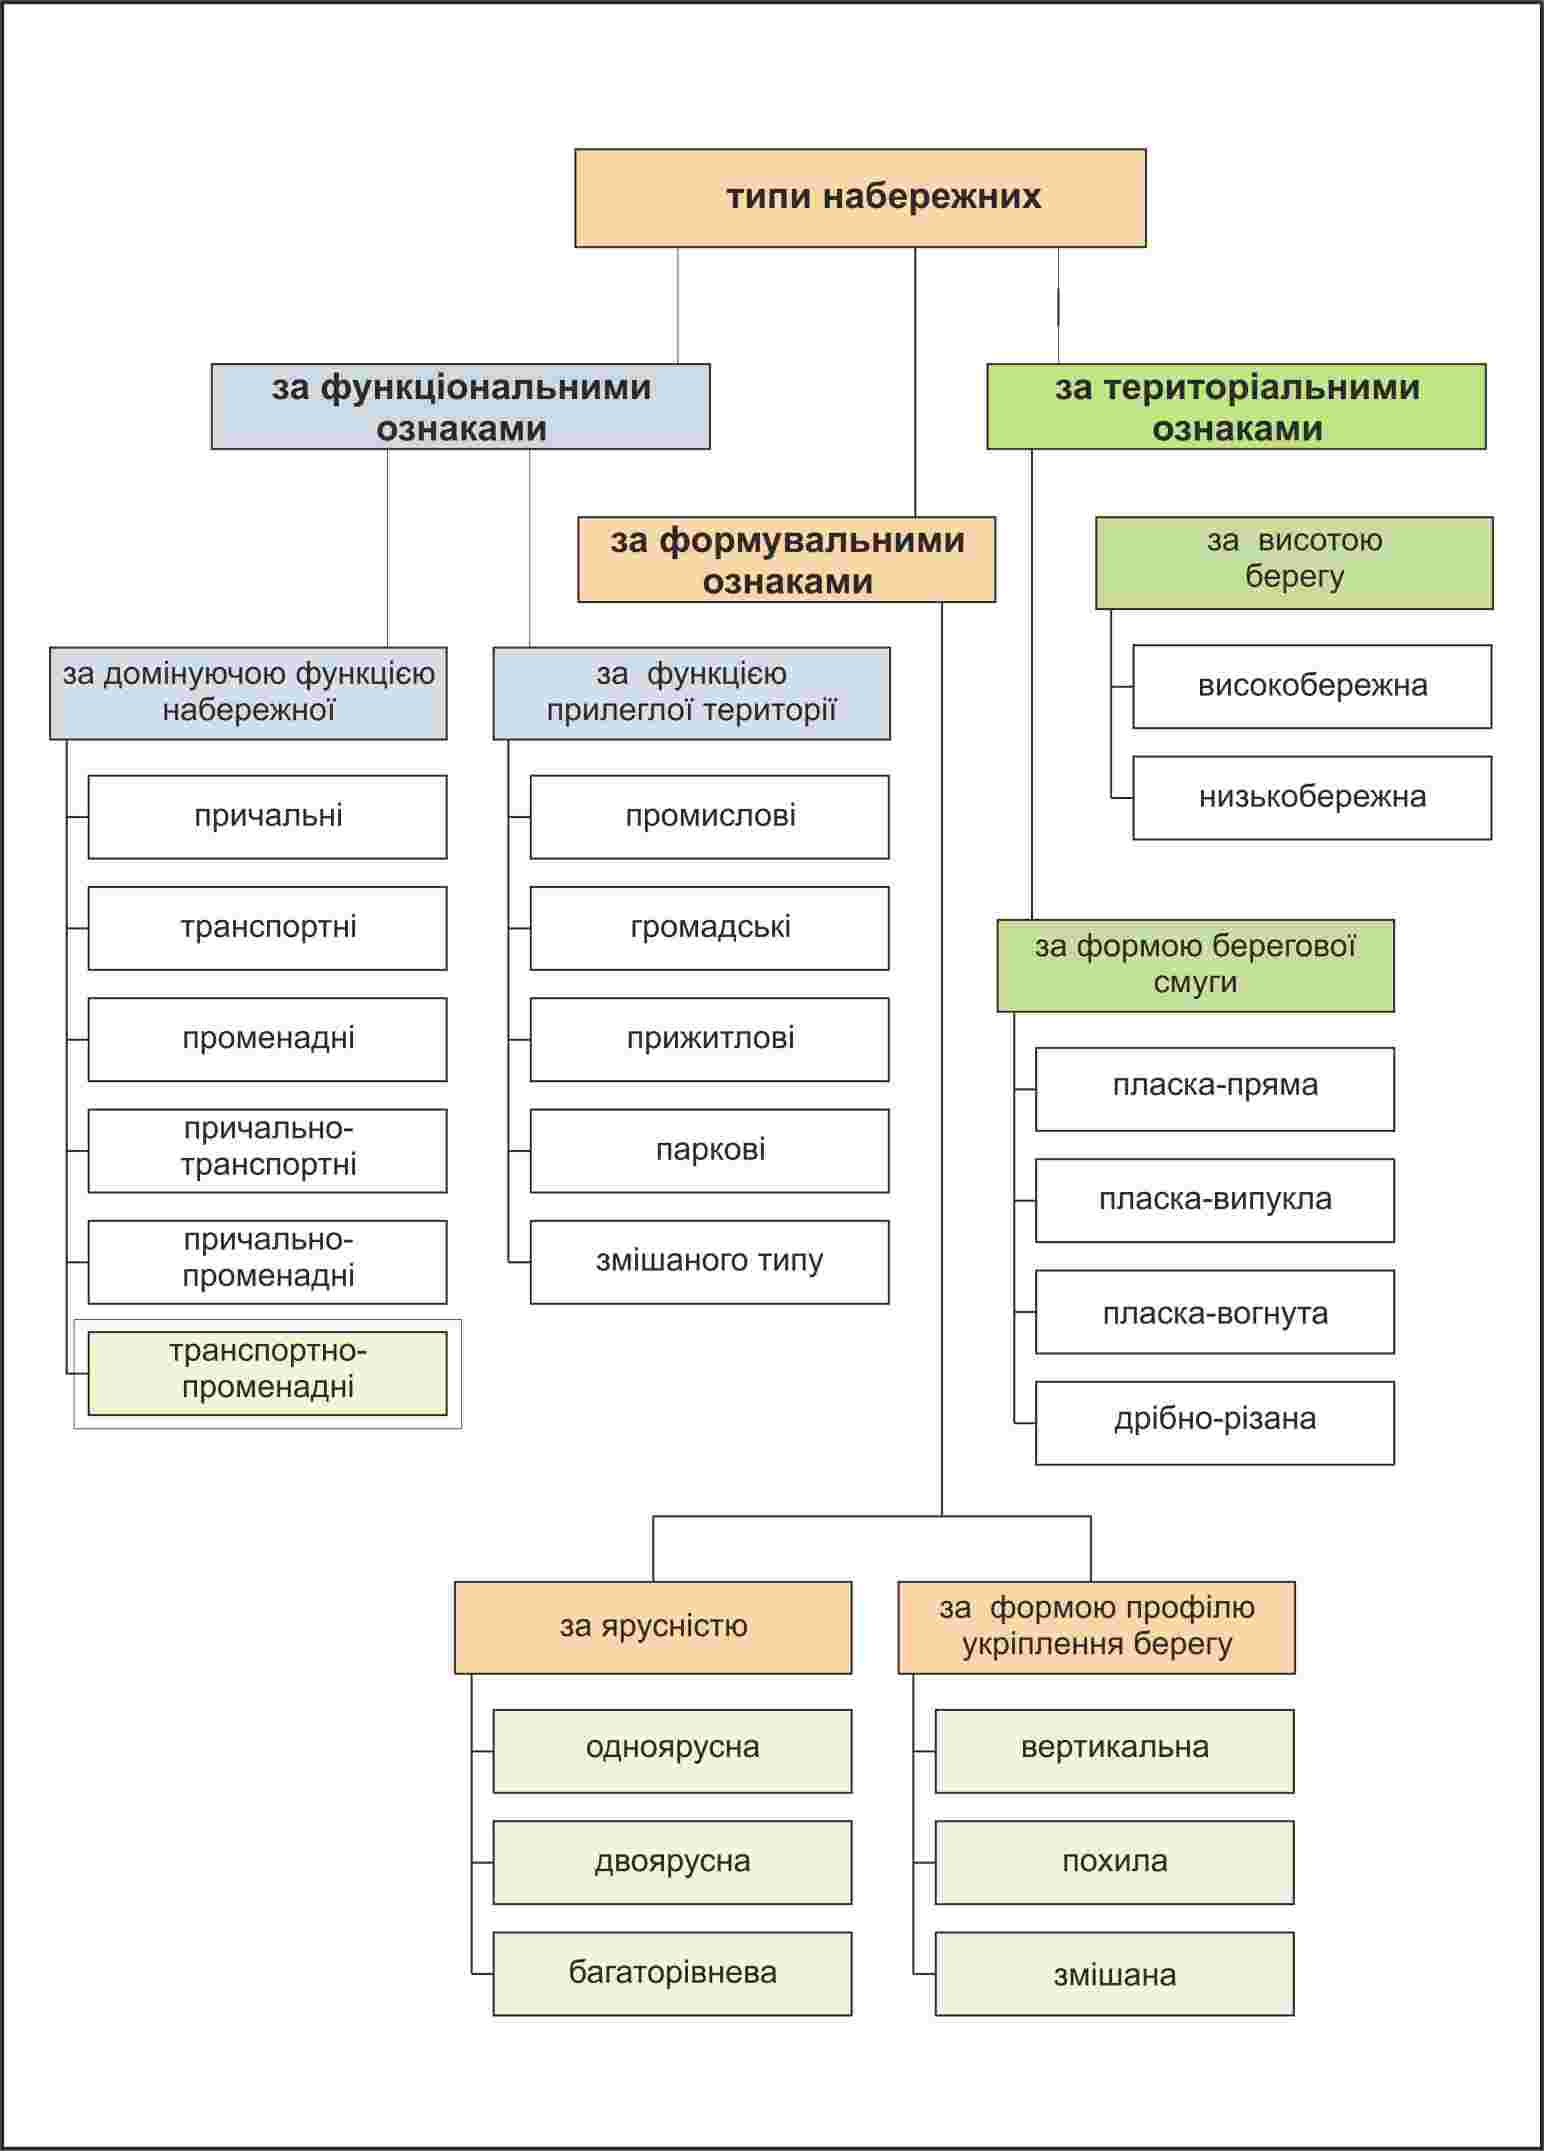 типи набережних
за функціональними
ознаками
за територіальними
ознаками
за формувальними
ознаками
за висотою
берегу
високобережна
низькобережна
за домінуючою функцією
набережної
причальні
транспортні
променадні
причально-
транспортні
причально-
променадні
транспортно-
променадні
за функцією
прилеглої території
промислові
громадські
прижитлові
паркові
змішаного типу
за формою берегової
смуги
пласка-пряма
пласка-випукла
пласка-вогнута
дрібно-різана
за ярусністю
одноярусна
двоярусна
багаторівнева
за формою профілю
укріплення берегу
вертикальна
похила
змішана